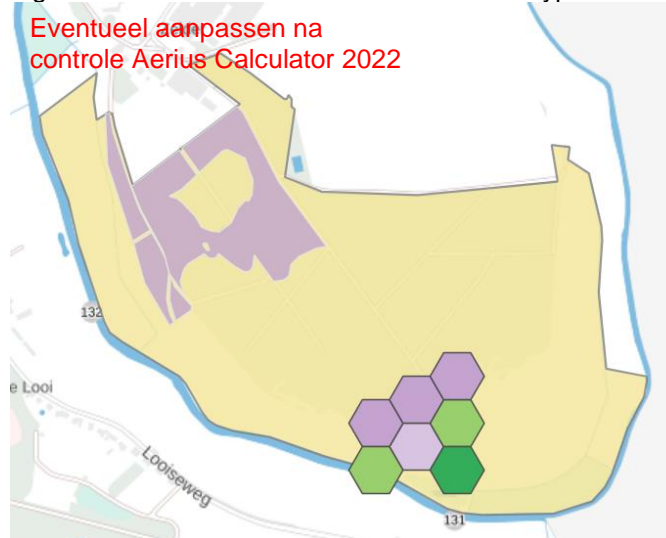 Eventueel aanpassen na
controle Aerius Calculator 2022
132
e Looi
Looiseweg
131